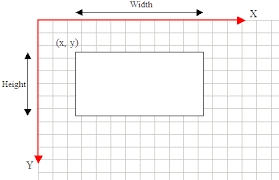 Width
X
(x, y)
Height
Y